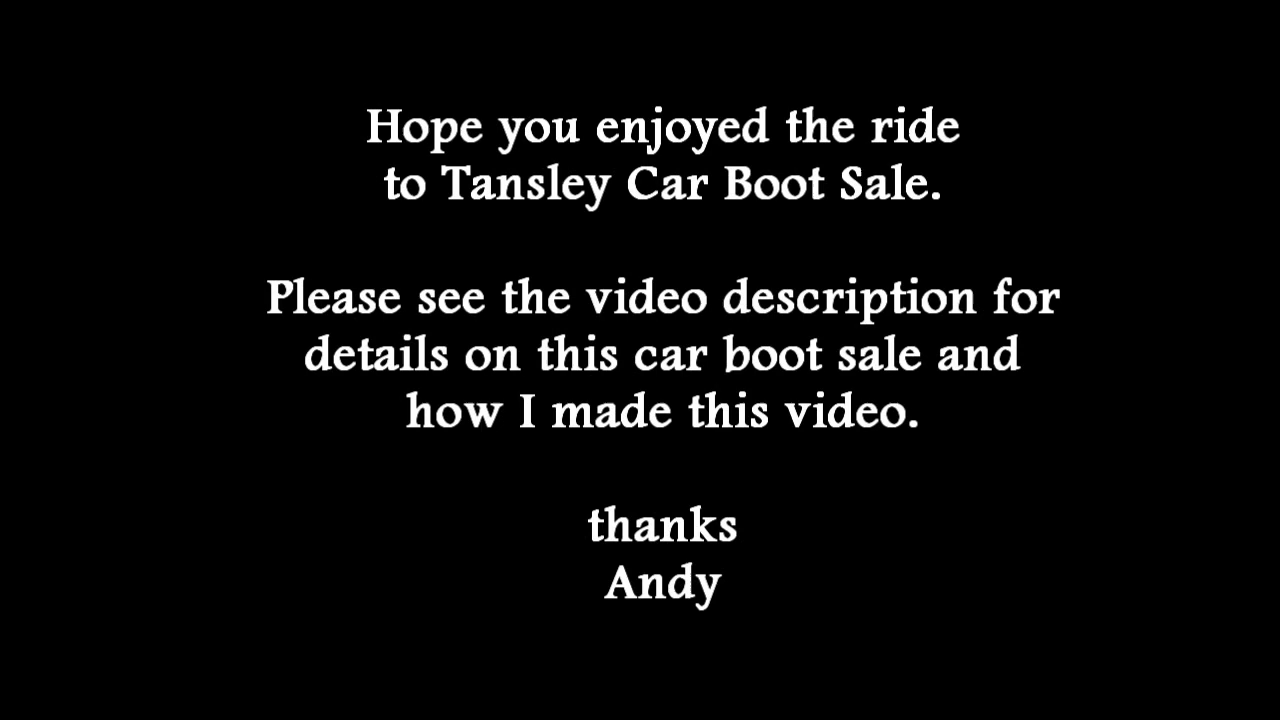 Hope you enjoyed the ride
to Tansley Car Boot Sale.
Please see the video description for
details on this car boot sale and
how I made this video.
thanks
Andy